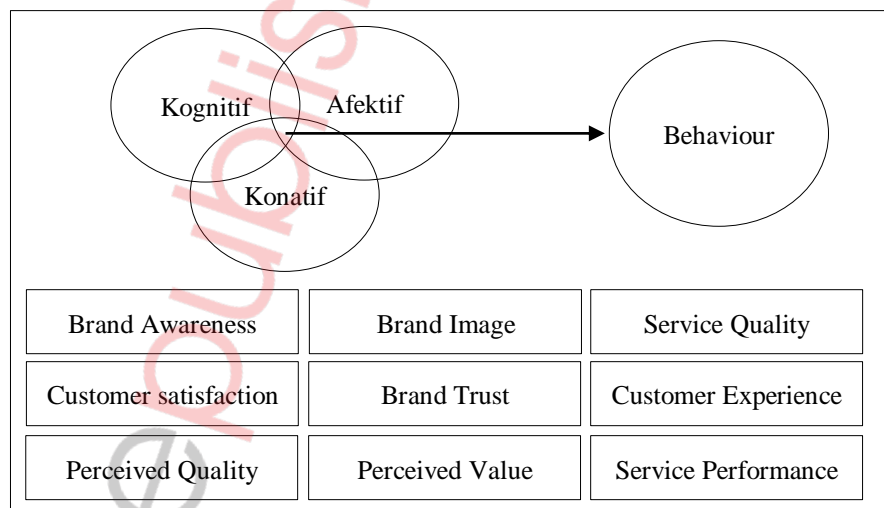 Kognitif
Afektif
Behaviour
Konatif
Brand Awareness
Brand Image
Service Quality
Customer satisfaction
Brand Trust
Customer Experience
Perceived Quality
Perceived Value
Service Performance
epublis